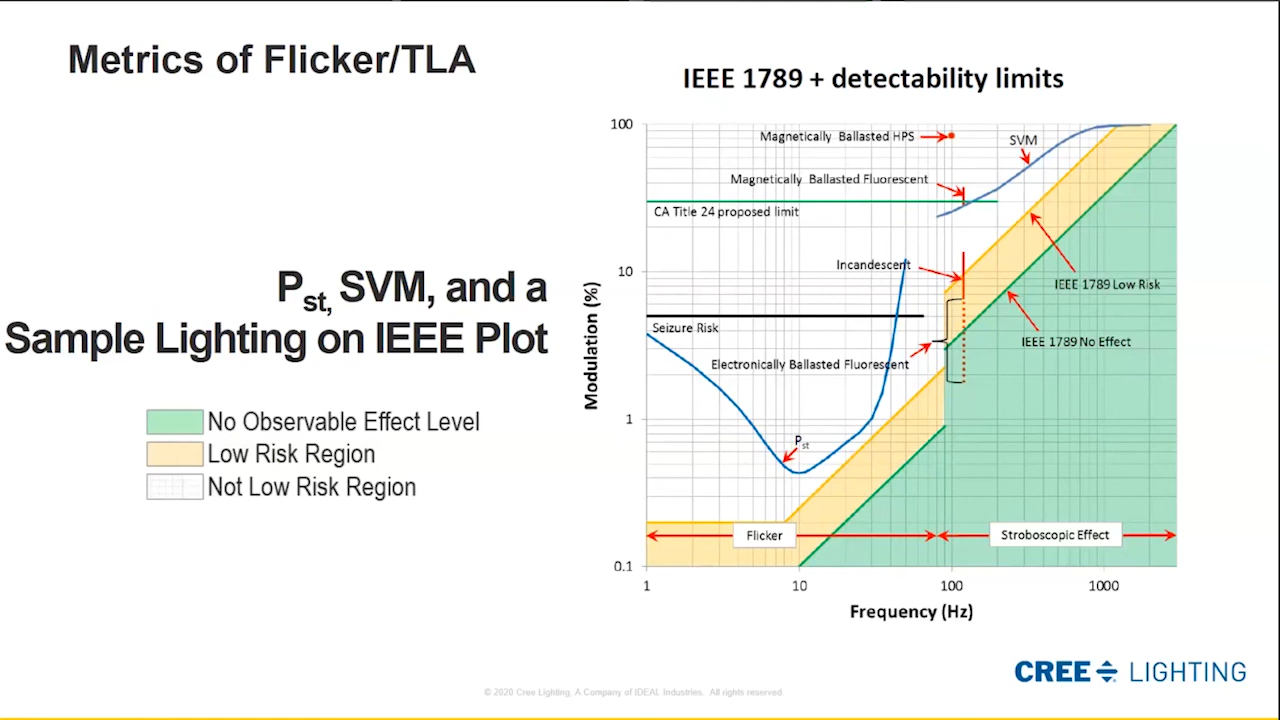 Metrics of Flicker/TLA
IEEE 1789 + detectability limits
Pst, SVM, and a
Sample Lighting on IEEE Plot
No Observable Effect Level
Low Risk Region
Not Low Risk Region
Modulation (%)
100
10
1
0.1
Magnetically Ballasted HPS
SVM
Magnetically Ballasted Fluorescent
CA Title 24 proposed limit
Incandescent
IEEE 1789 Low Risk
Seizure Risk
IEEE 1789 No Effect
Electronically Ballasted Fluorescent
Pst
Flicker
Stroboscopic Effect
1
10
100
1000
Frequency (Hz)
CREE LIGHTING
© 2020 Cree Lighting, A Company of IDEAL Industries. All rights reserved.